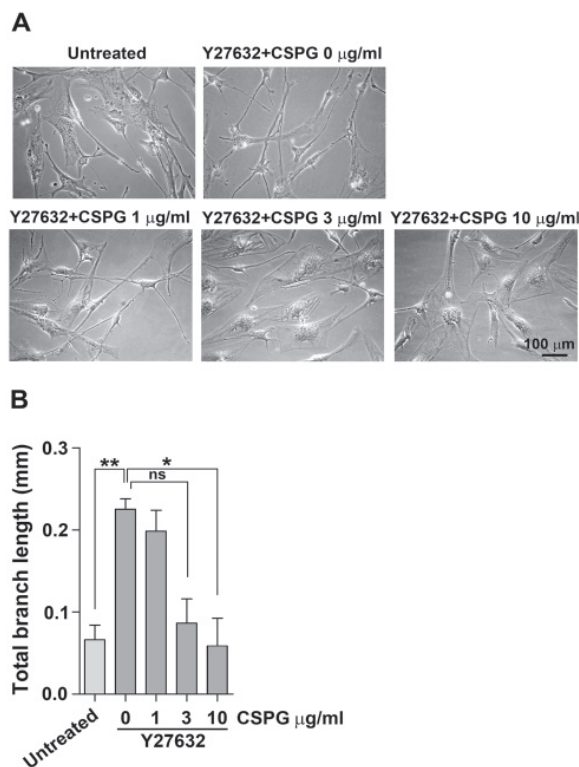 A
Untreated
Y27632+CSPG 0 μg/ml
Y27632+CSPG 1 μg/ml
Y27632+CSPG 3 μg/ml
Y27632+CSPG 10 μg/ml
100 μm
B
Total branch length (mm)
0.3
0.2
0.1
0.0
**
*
ns
Untreated
0 1 3 10 CSPG μg/ml
Y27632